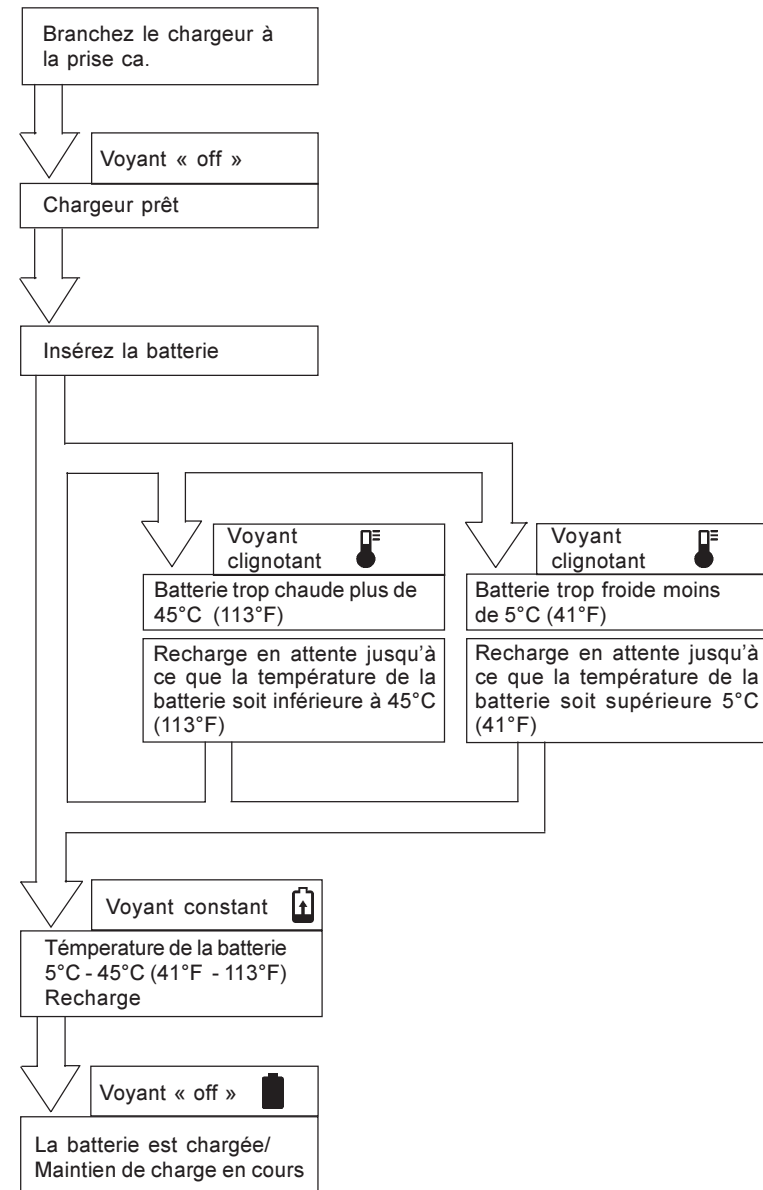 Branchez le chargeur à
la prise ca.
Voyant « off »
Chargeur prêt
Insérez la batterie
Voyant
clignotant
Batterie trop chaude plus de
45°C (113°F)
Recharge en attente jusqu'à
ce que la température de la
batterie soit inférieure à 45°C
(113°F)
Voyant
clignotant
Batterie trop froide moins
de 5°C (41°F)
Recharge en attente jusqu'à
ce que la température de la
batterie soit supérieure 5°C
(41°F)
Voyant constant
Témperature de la batterie
5°C - 45°C (41°F - 113°F)
Recharge
Voyant « off »
La batterie est chargée/
Maintien de charge en cours